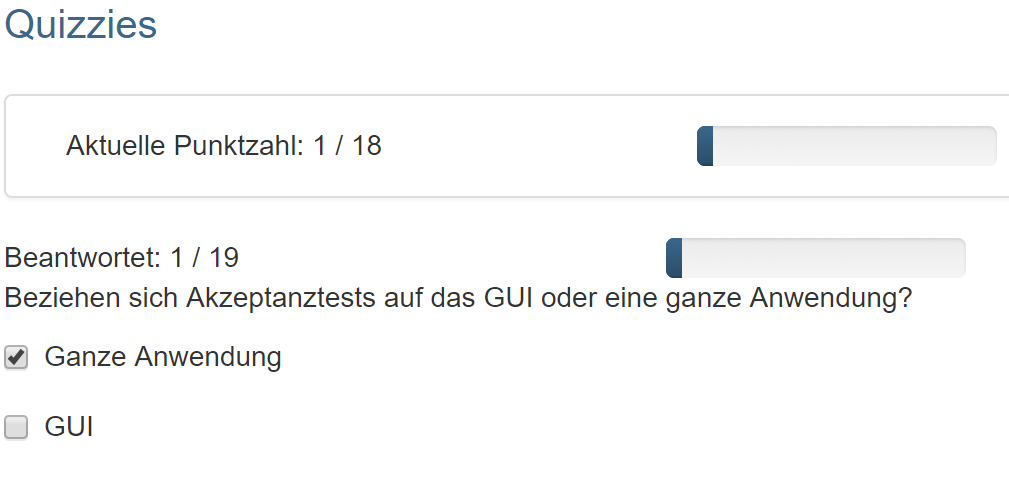 Quizzies
Aktuelle Punktzahl: 1 / 18
Beantwortet: 1 / 19
Beziehen sich Akzeptanztests auf das GUI oder eine ganze Anwendung?
Ganze Anwendung
GUI